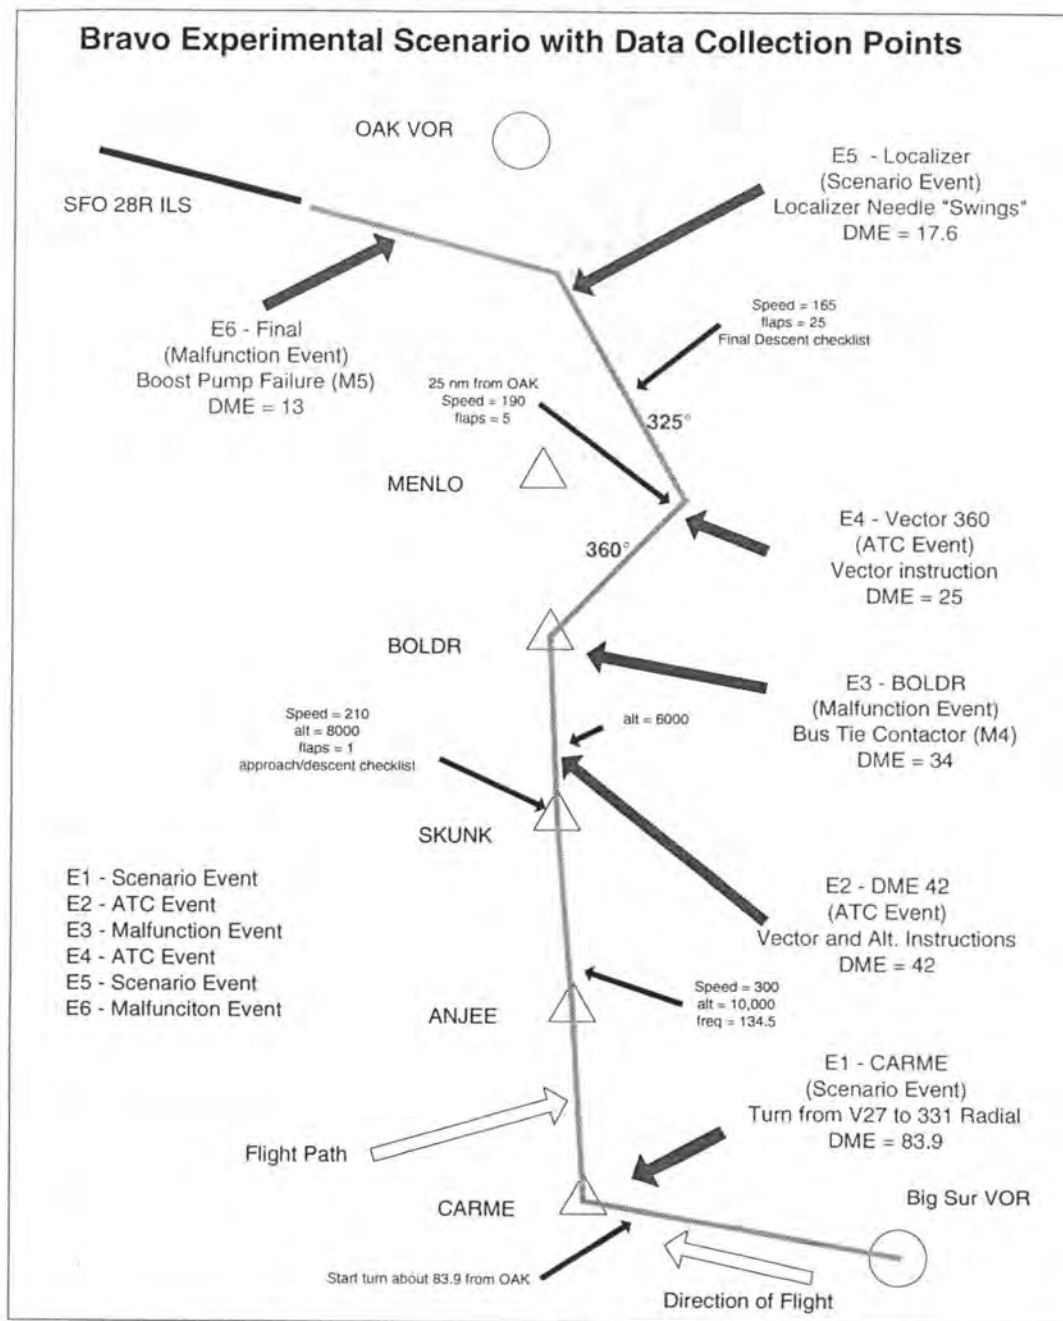 Bravo Experimental Scenario with Data Collection Points
OAK VOR
SFO 28R ILS
E5 - Localizer
(Scenario Event)
Localizer Needle "Swings"
DME = 17.6
E6 - Final
(Malfunction Event)
Boost Pump Failure (M5)
DME = 13
Speed = 165
flaps = 25
Final Descent checklist
25 nm from OAK
Speed = 190
flaps = 5
325°
MENLO
E4 - Vector 360
(ATC Event)
Vector instruction
DME = 25
360°
BOLDR
E3 - BOLDR
(Malfunction Event)
Bus Tie Contactor (M4)
DME = 34
Speed = 210
alt = 8000
flaps = 1
approach/descent checklist
alt = 6000
SKUNK
E1 - Scenario Event
E2 - ATC Event
E3 - Malfunction Event
E4 - ATC Event
E5 - Scenario Event
E6 - Malfunciton Event
E2 - DME 42
(ATC Event)
Vector and Alt. Instructions
DME = 42
Speed = 300
alt = 10,000
freq = 134.5
ANJEE
E1 - CARME
(Scenario Event)
Turn from V27 to 331 Radial
DME = 83.9
Flight Path
CARME
Big Sur VOR
Start turn about 83.9 from OAK
Direction of Flight